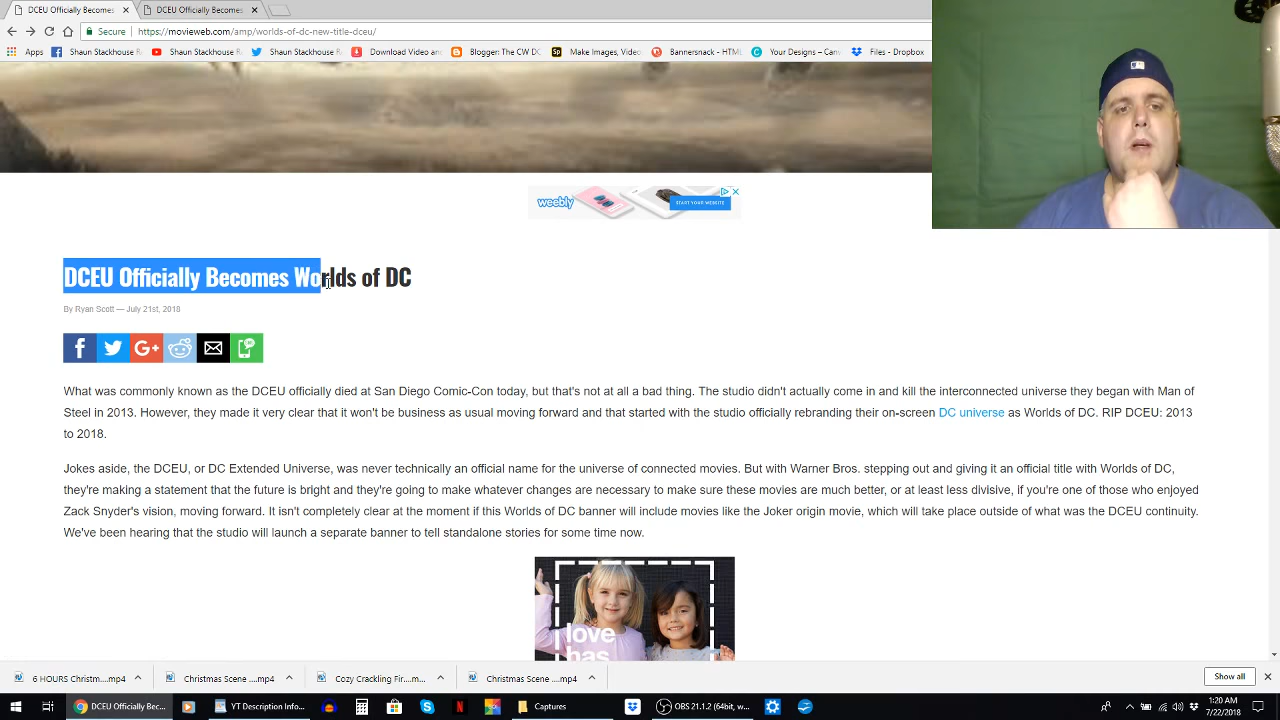 DCEU Officially Becomes
DCEU Officially Becomes
Secure
https://movieweb.com/amp/worlds-of-dc-new-title-dceu/
Apps
Shaun Stackhouse
Shaun Stackhouse
Shaun Stackhouse
Download Video and
Blogger: The CW DC
Make Images, Video
Bannersnack - HTML
Your Designs – Can
Files - Dropbox
weebly
START YOUR WEBSITE
DCEU Officially Becomes Worlds of DC
By Ryan Scott — July 21st, 2018
What was commonly known as the DCEU officially died at San Diego Comic-Con today, but that's not at all a bad thing. The studio didn't actually come in and kill the interconnected universe they began with Man of
Steel in 2013. However, they made it very clear that it won't be business as usual moving forward and that started with the studio officially rebranding their on-screen DC universe as Worlds of DC. RIP DCEU: 2013
to 2018.
Jokes aside, the DCEU, or DC Extended Universe, was never technically an official name for the universe of connected movies. But with Warner Bros. stepping out and giving it an official title with Worlds of DC,
they're making a statement that the future is bright and they're going to make whatever changes are necessary to make sure these movies are much better, or at least less divisive, if you're one of those who enjoyed
Zack Snyder's vision, moving forward. It isn't completely clear at the moment if this Worlds of DC banner will include movies like the Joker origin movie, which will take place outside of what was the DCEU continuity.
We've been hearing that the studio will launch a separate banner to tell standalone stories for some time now.
love
has
6 HOURS Christm....mp4
Christmas Scene ....mp4
Cozy Crackling Fir....mp4
Christmas Scene ....mp4
Show all
DCEU Officially Bec...
YT Description Info...
Captures
OBS 21.1.2 (64bit, w...
1:20 AM
7/22/2018